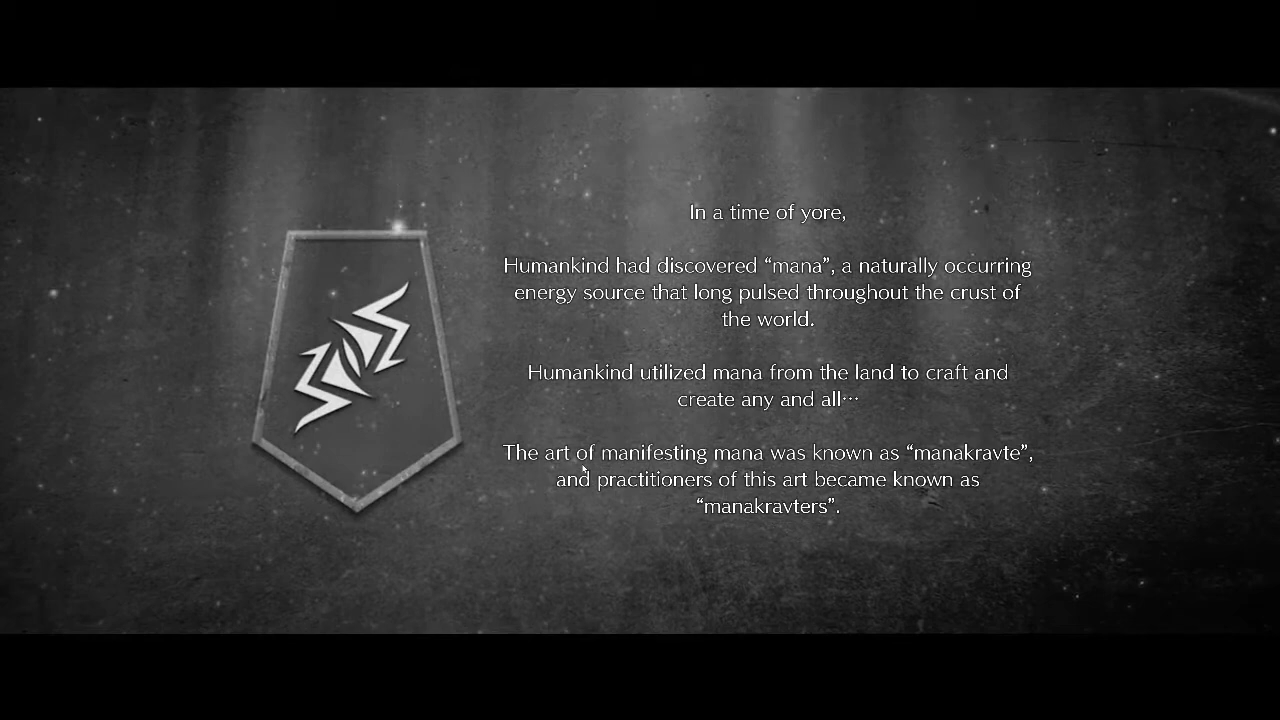 In a time of yore,
Humankind had discovered “mana”, a naturally occurring
energy source that long pulsed throughout the crust of
the world.
Humankind utilized mana from the land to craft and
create any and all…
The art of manifesting mana was known as “manakravte”,
and practitioners of this art became known as
“manakravters”.